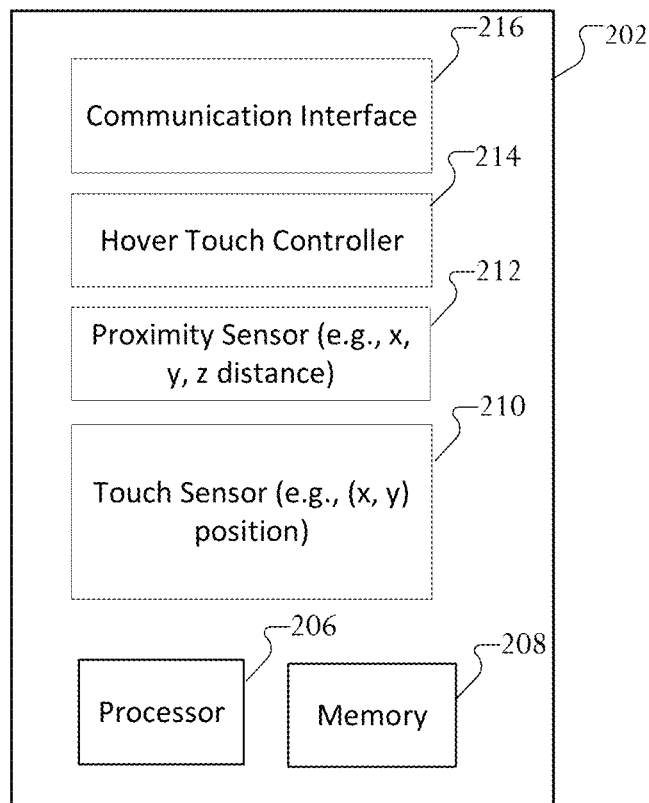 216
202
Communication Interface
214
Hover Touch Controller
212
Proximity Sensor (e.g., x,
y, z distance)
210
Touch Sensor (e.g., (x, y)
position)
206
208
Processor
Memory